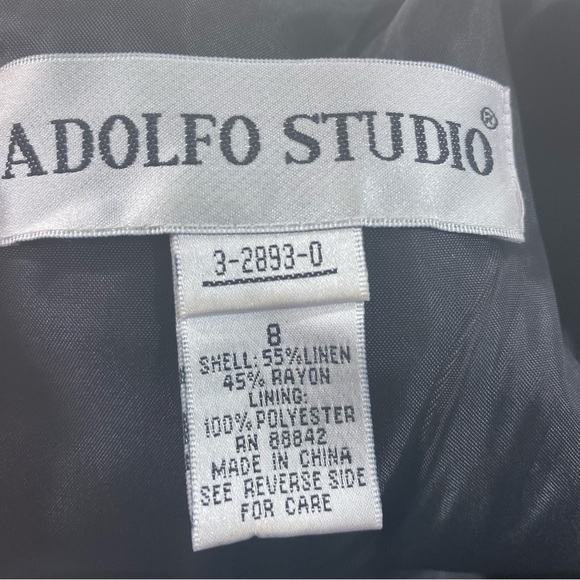 ADOLFO STUDIO®
3-2893-0
8
SHELL: 55% LINEN
45% RAYON
LINING:
100% POLYESTER
RN 88842
MADE IN CHINA
SEE REVERSE SIDE
FOR CARE